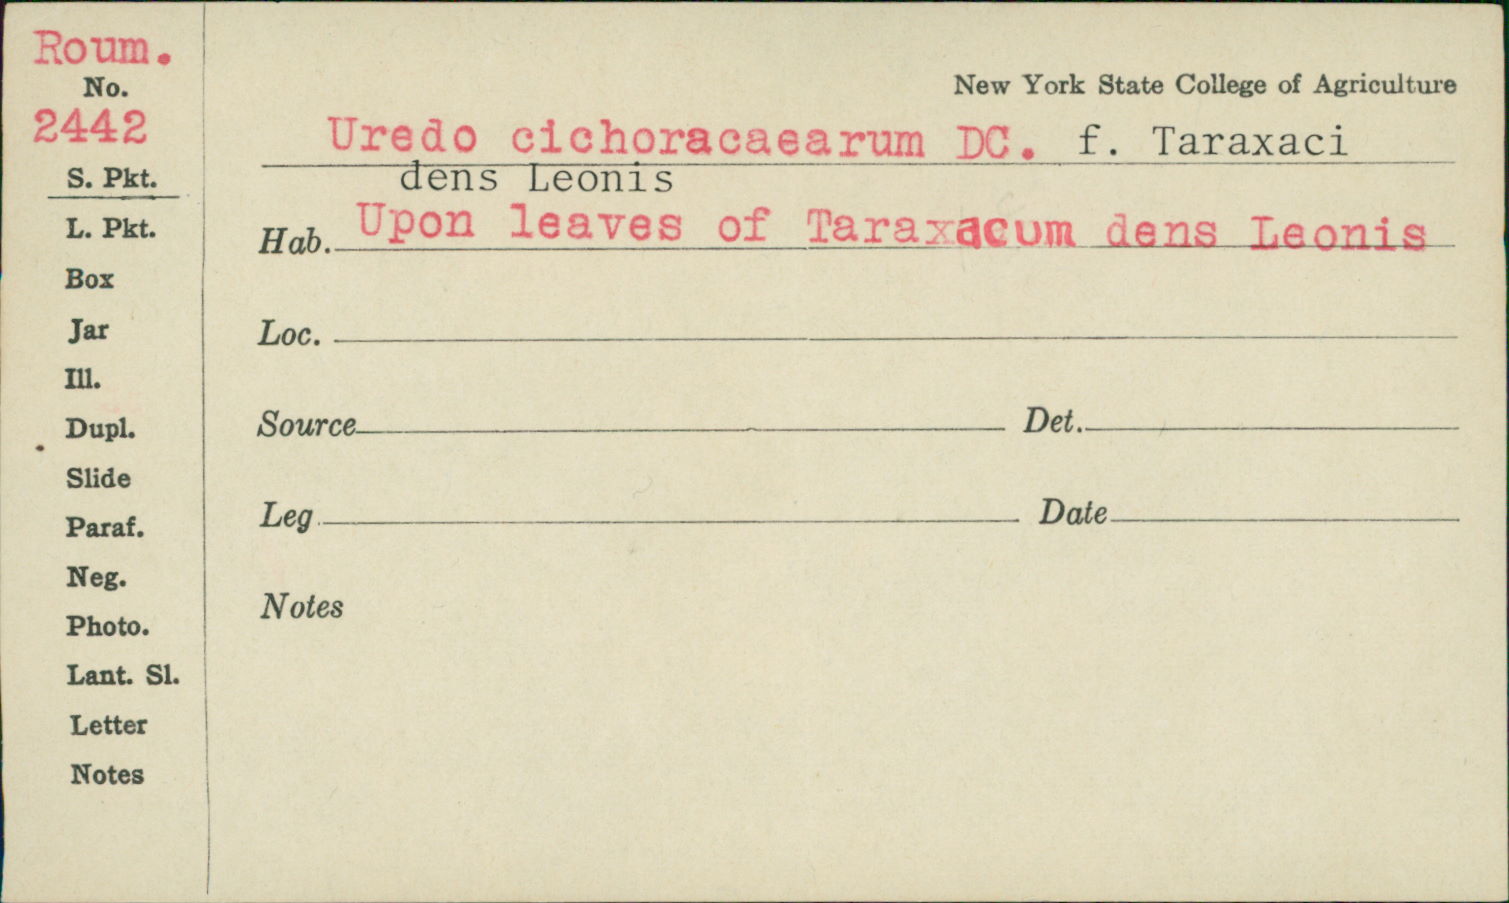 Roum.
No.
2442
S. Pkt.
L. Pkt.
Box
Jar
Ill.
Dupl.
Slide
Paraf.
Neg.
Photo.
Lant. Sl.
Letter
Notes
New York State College of Agriculture
Uredo cichoracaearum DC. f. Taraxaci
dens Leonis
Hab. Upon leaves of Taraxacum dens Leonis
Loc.
Source Det.
Leg Date
Notes